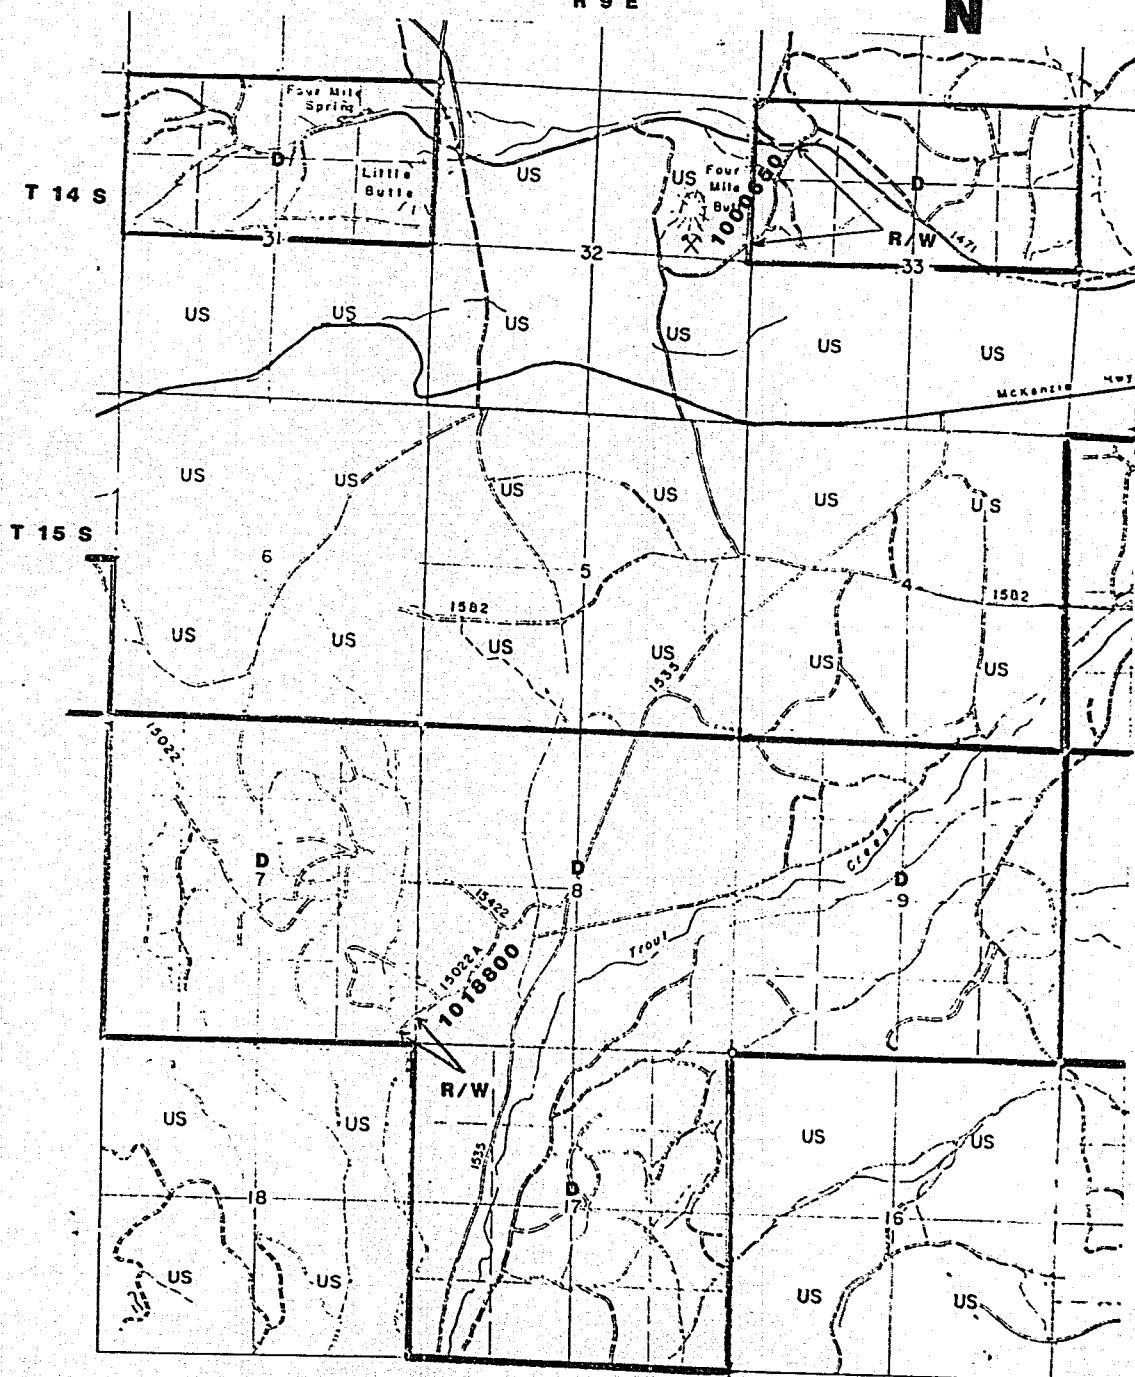 R 9 E
N
Four Mile
Spring
D
Little
Butte
US
US
Four
Mile
Butte
1000650
D
T 14 S
R/W
1471
31
32
33
US
US
US
US
US
US
McKenzie Hwy
US
US
US
US
US
US
T 15 S
6
5
4
1582
1582
US
US
US
US
1535
US
US
15022
D
7
D
8
Creek
D
9
15422
Trout
15022A
1018800
R/W
US
US
US
US
1535
18
D
17
16
US
US
US
US